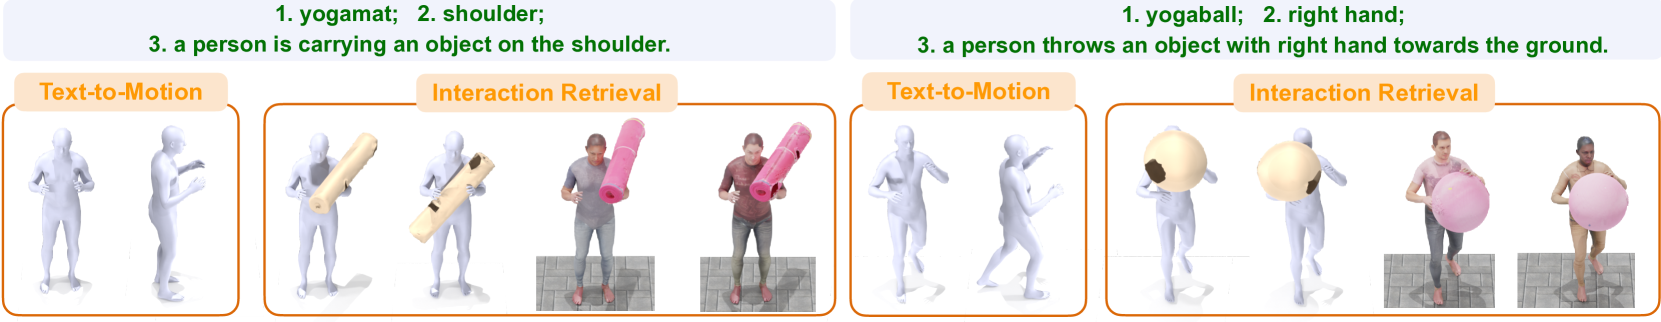 1. yogamat; 2. shoulder;
3. a person is carrying an object on the shoulder.
Text-to-Motion
Interaction Retrieval
1. yogaball; 2. right hand;
3. a person throws an object with right hand towards the ground.
Text-to-Motion
Interaction Retrieval